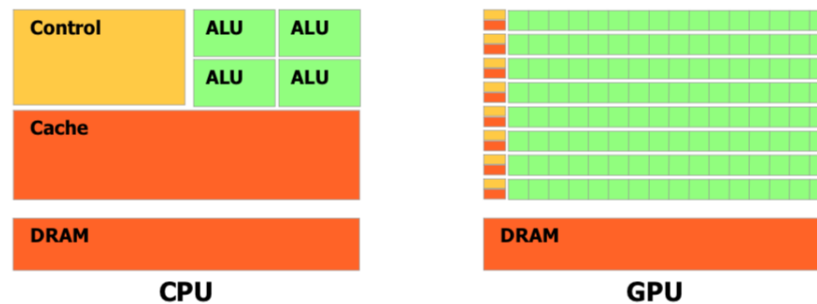 Control
ALU ALU
ALU ALU
Cache
DRAM
CPU
DRAM
GPU